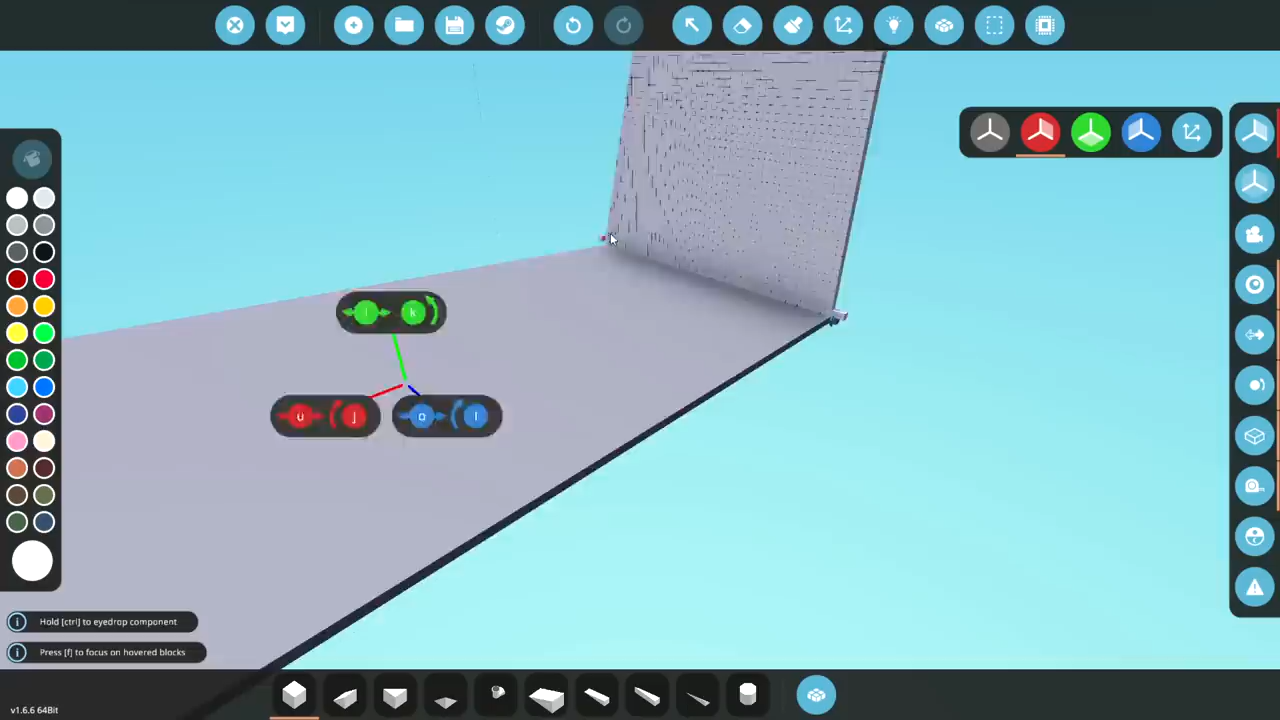 i k
u j
o l
Hold [ctrl] to eyedrop component
Press [f] to focus on hovered blocks
v1.6.6 64Bit